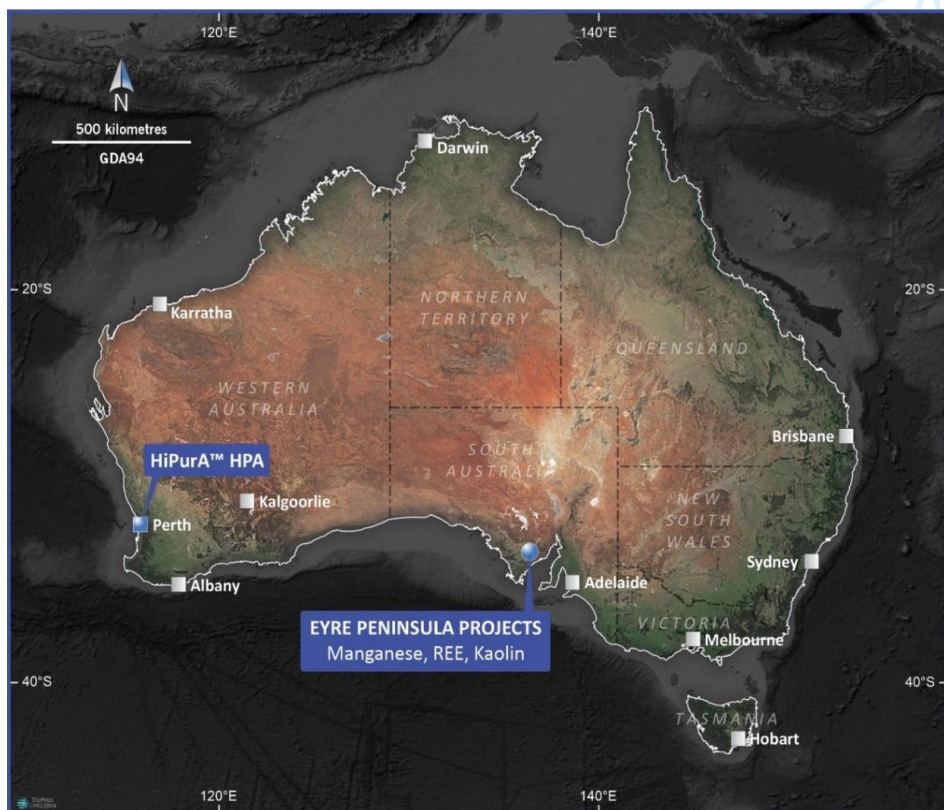 120°E
140°E
N
500 kilometres
GDA94
Darwin
20°S
20°S
Karratha
NORTHERN
TERRITORY
QUEENSLAND
WESTERN
AUSTRALIA
Brisbane
HiPurA™ HPA
SOUTH
AUSTRALIA
Kalgoorlie
NEW
SOUTH
WALES
Perth
Sydney
Albany
Adelaide
EYRE PENINSULA PROJECTS
Manganese, REE, Kaolin
VICTORIA
Melbourne
40°S
40°S
TASMANIA
Hobart
120°E
140°E